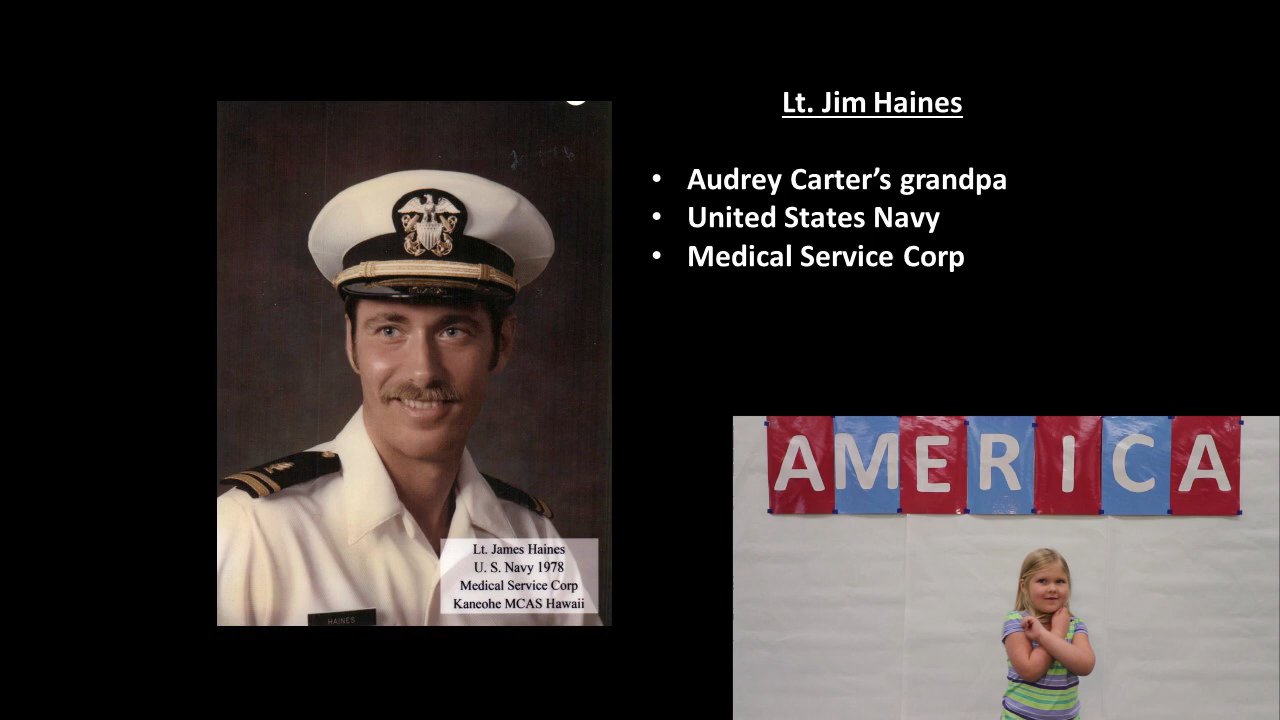 Lt. Jim Haines
• Audrey Carter’s grandpa
• United States Navy
• Medical Service Corp
Lt. James Haines
U. S. Navy 1978
Medical Service Corp
Kaneohe MCAS Hawaii
HAINES
AMERICA